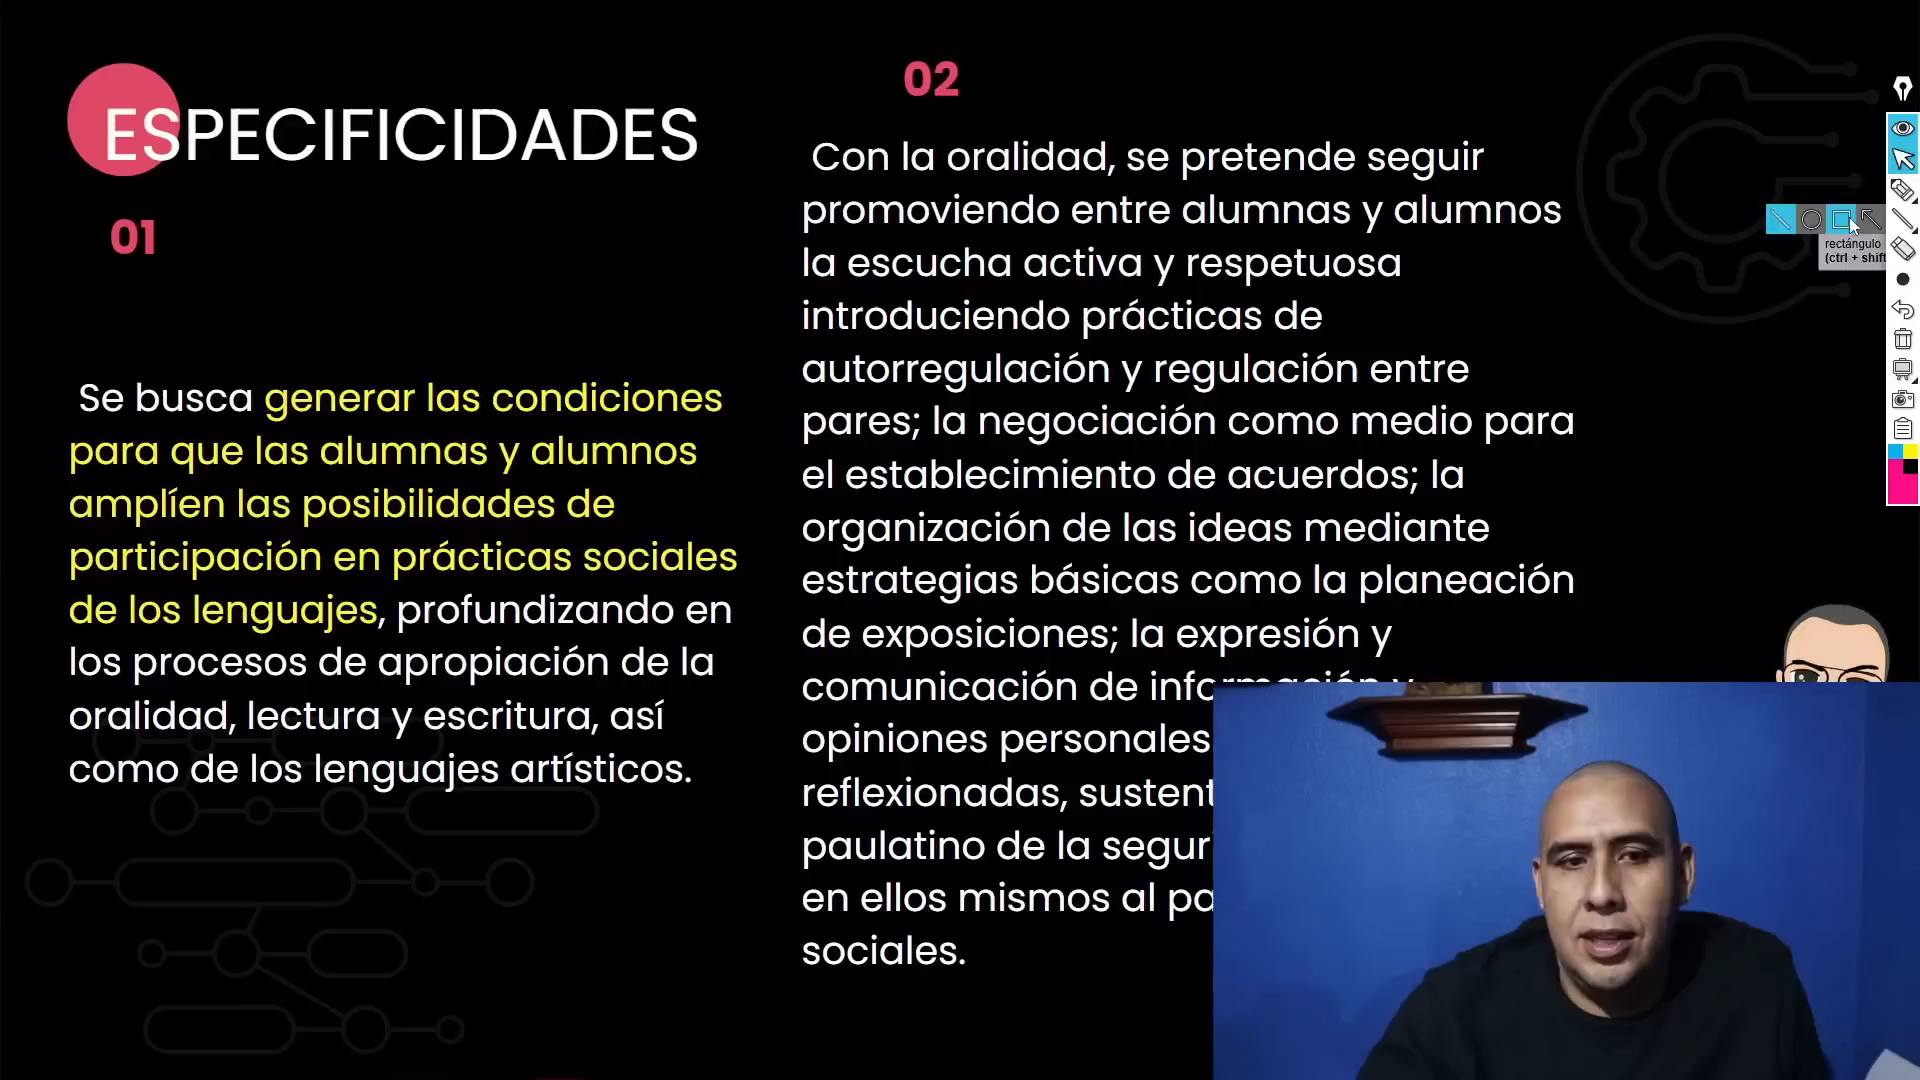 ESPECIFICIDADES
01
Se busca generar las condiciones
para que las alumnas y alumnos
amplíen las posibilidades de
participación en prácticas sociales
de los lenguajes, profundizando en
los procesos de apropiación de la
oralidad, lectura y escritura, así
como de los lenguajes artísticos.
02
Con la oralidad, se pretende seguir
promoviendo entre alumnas y alumnos
la escucha activa y respetuosa
introduciendo prácticas de
autorregulación y regulación entre
pares; la negociación como medio para
el establecimiento de acuerdos; la
organización de las ideas mediante
estrategias básicas como la planeación
de exposiciones; la expresión y
comunicación de información y
opiniones personales
reflexionadas,
paulatino de la
en ellos mismos al
sociales.
rectángulo
(ctrl + shift